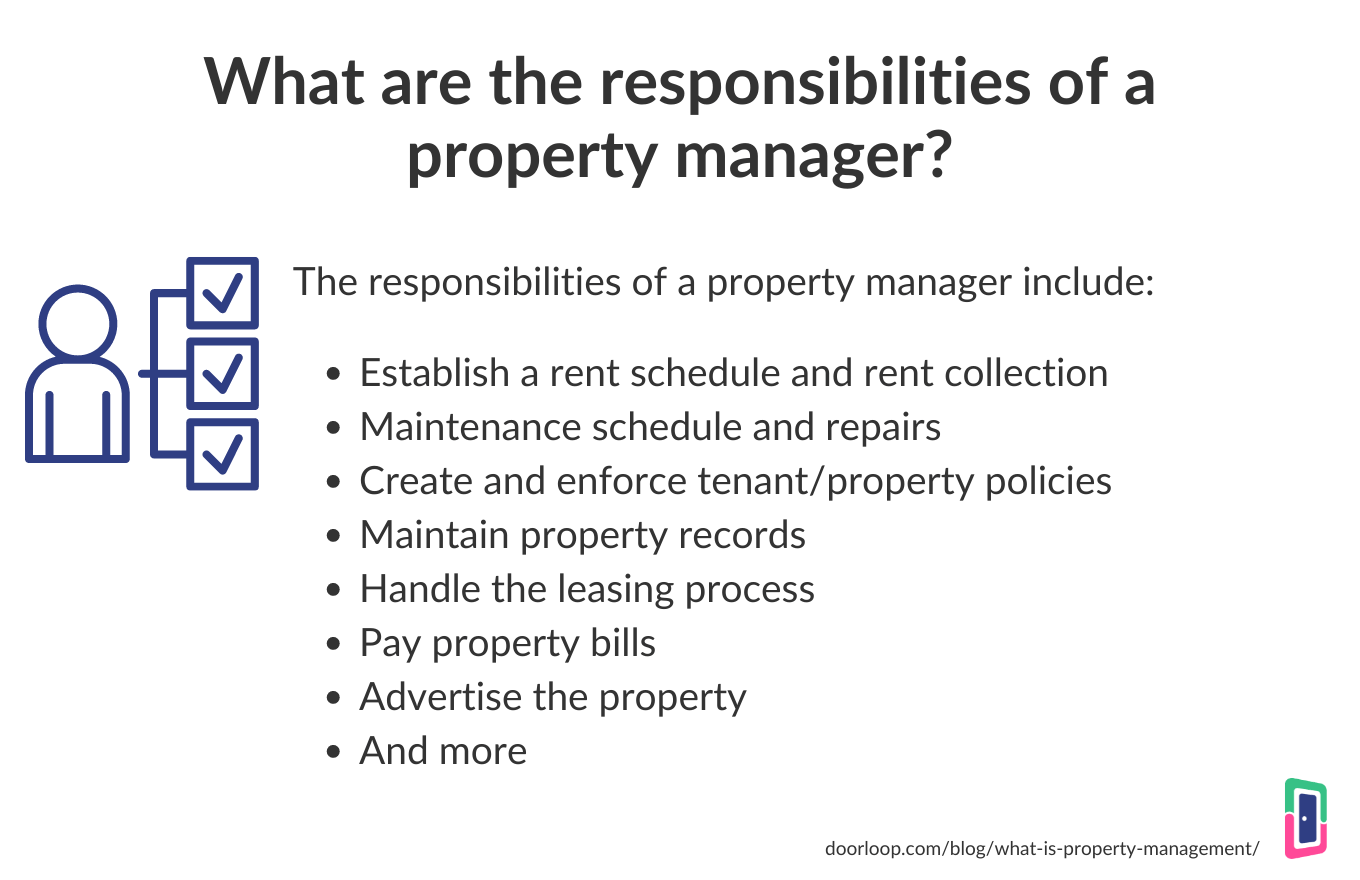 What are the responsibilities of a
property manager?
The responsibilities of a property manager include:
• Establish a rent schedule and rent collection
• Maintenance schedule and repairs
• Create and enforce tenant/property policies
• Maintain property records
• Handle the leasing process
• Pay property bills
• Advertise the property
• And more
doorloop.com/blog/what-is-property-management/